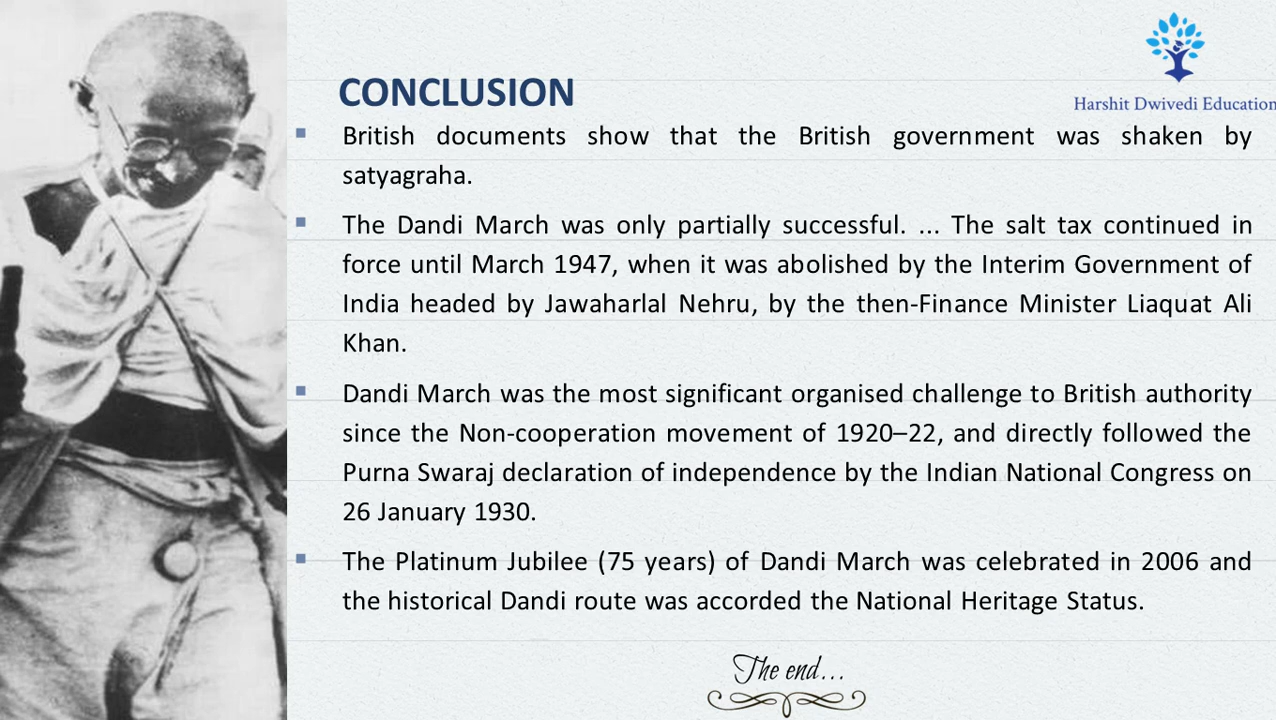 Harshit Dwivedi Education
CONCLUSION
British documents show that the British government was shaken by
satyagraha.
The Dandi March was only partially successful. ... The salt tax continued in
force until March 1947, when it was abolished by the Interim Government of
India headed by Jawaharlal Nehru, by the then-Finance Minister Liaquat Ali
Khan.
Dandi March was the most significant organised challenge to British authority
since the Non-cooperation movement of 1920–22, and directly followed the
Purna Swaraj declaration of independence by the Indian National Congress on
26 January 1930.
The Platinum Jubilee (75 years) of Dandi March was celebrated in 2006 and
the historical Dandi route was accorded the National Heritage Status.
The end...